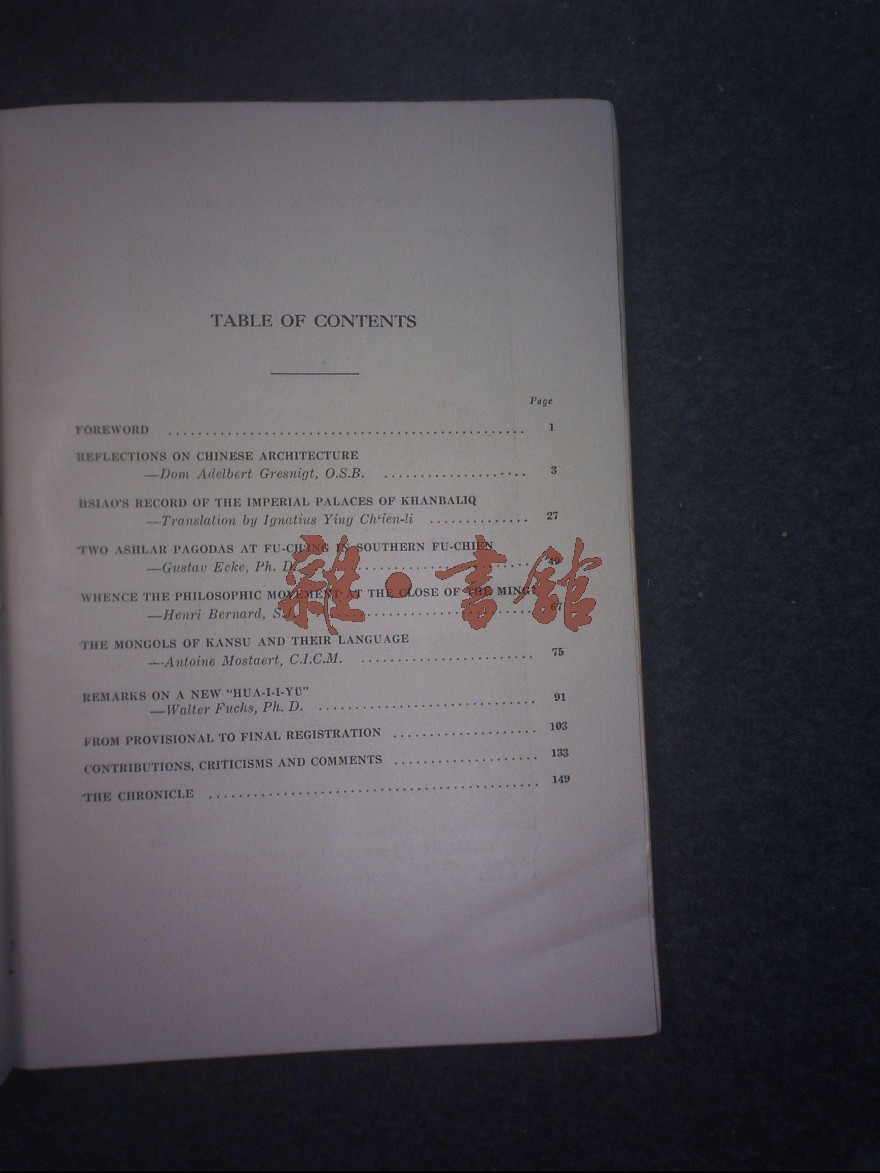 TABLE OF CONTENTS
Page
FOREWORD ........ 1
REFLECTIONS ON CHINESE ARCHITECTURE
—Dom Adelbert Gresnigt, O.S.B. ........ 3
HSIAO'S RECORD OF THE IMPERIAL PALACES OF KHANBALIQ
—Translation by Ignatius Ying Ch‘ien-li ........ 27
TWO ASHLAR PAGODAS AT FU-CH‘ING IN SOUTHERN FU-CHIEN
—Gustav Ecke, Ph. D. ........ 49
WHENCE THE PHILOSOPHIC MOVEMENT AT THE CLOSE OF THE MING?
—Henri Bernard, S.J. ........ 67
THE MONGOLS OF KANSU AND THEIR LANGUAGE
—Antoine Mostaert, C.I.C.M. ........ 75
REMARKS ON A NEW "HUA-I-I-YÜ"
—Walter Fuchs, Ph. D. ........ 91
FROM PROVISIONAL TO FINAL REGISTRATION ........ 103
CONTRIBUTIONS, CRITICISMS AND COMMENTS ........ 133
THE CHRONICLE ........ 149
雜·書館